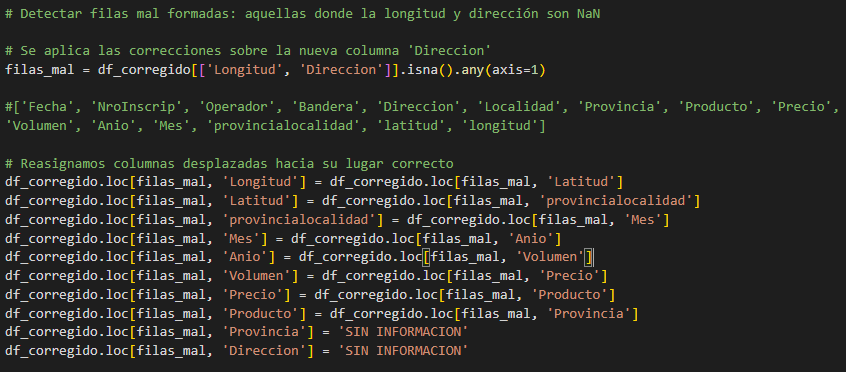 # Detectar filas mal formadas: aquellas donde la longitud y dirección son NaN
# Se aplica las correcciones sobre la nueva columna 'Direccion'
filas_mal = df_corregido[['Longitud', 'Direccion']].isna().any(axis=1)
#['Fecha', 'NroInscrip', 'Operador', 'Bandera', 'Direccion', 'Localidad', 'Provincia', 'Producto', 'Precio',
'Volumen', 'Anio', 'Mes', 'provincialocalidad', 'latitud', 'longitud']
# Reasignamos columnas desplazadas hacia su lugar correcto
df_corregido.loc[filas_mal, 'Longitud'] = df_corregido.loc[filas_mal, 'Latitud']
df_corregido.loc[filas_mal, 'Latitud'] = df_corregido.loc[filas_mal, 'provincialocalidad']
df_corregido.loc[filas_mal, 'provincialocalidad'] = df_corregido.loc[filas_mal, 'Mes']
df_corregido.loc[filas_mal, 'Mes'] = df_corregido.loc[filas_mal, 'Anio']
df_corregido.loc[filas_mal, 'Anio'] = df_corregido.loc[filas_mal, 'Volumen']
df_corregido.loc[filas_mal, 'Volumen'] = df_corregido.loc[filas_mal, 'Precio']
df_corregido.loc[filas_mal, 'Precio'] = df_corregido.loc[filas_mal, 'Producto']
df_corregido.loc[filas_mal, 'Producto'] = df_corregido.loc[filas_mal, 'Provincia']
df_corregido.loc[filas_mal, 'Provincia'] = 'SIN INFORMACION'
df_corregido.loc[filas_mal, 'Direccion'] = 'SIN INFORMACION'